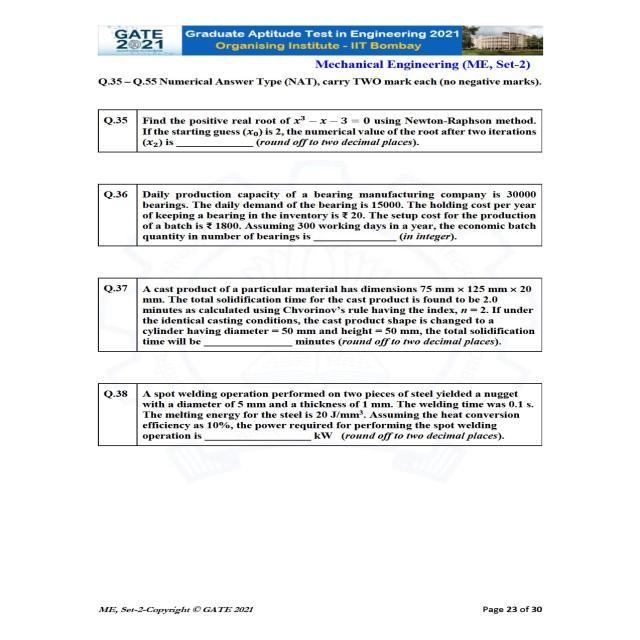 GATE
2021
Graduate Aptitude Test in Engineering 2021
Organising Institute - IIT Bombay
Mechanical Engineering (ME, Set-2)
Q.35 – Q.55 Numerical Answer Type (NAT), carry TWO mark each (no negative marks).
Q.35 Find the positive real root of x³ − x − 3 = 0 using Newton-Raphson method.
If the starting guess (x₀) is 2, the numerical value of the root after two iterations
(x₂) is ____________ (round off to two decimal places).
Q.36 Daily production capacity of a bearing manufacturing company is 30000
bearings. The daily demand of the bearing is 15000. The holding cost per year
of keeping a bearing in the inventory is ₹ 20. The setup cost for the production
of a batch is ₹ 1800. Assuming 300 working days in a year, the economic batch
quantity in number of bearings is ____________ (in integer).
Q.37 A cast product of a particular material has dimensions 75 mm × 125 mm × 20
mm. The total solidification time for the cast product is found to be 2.0
minutes as calculated using Chvorinov's rule having the index, n = 2. If under
the identical casting conditions, the cast product shape is changed to a
cylinder having diameter = 50 mm and height = 50 mm, the total solidification
time will be ____________ minutes (round off to two decimal places).
Q.38 A spot welding operation performed on two pieces of steel yielded a nugget
with a diameter of 5 mm and a thickness of 1 mm. The welding time was 0.1 s.
The melting energy for the steel is 20 J/mm³. Assuming the heat conversion
efficiency as 10%, the power required for performing the spot welding
operation is ________________ kW (round off to two decimal places).
ME, Set-2-Copyright © GATE 2021 Page 23 of 30